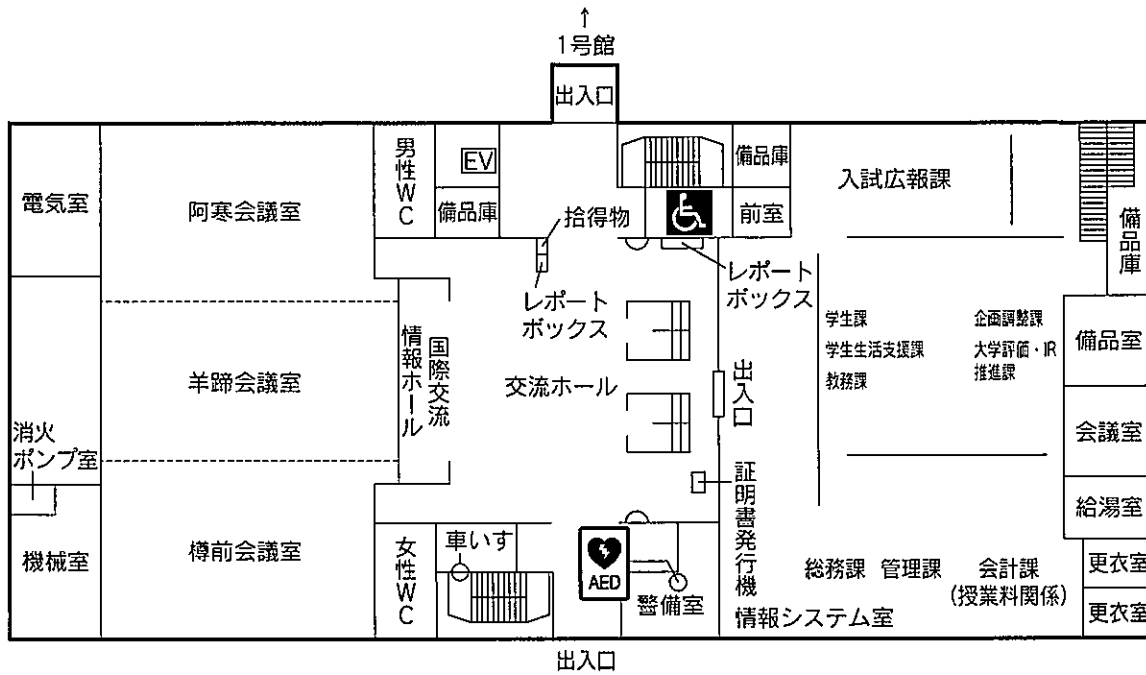 ↑
1号館
出入口
電気室
阿寒会議室
男性WC
EV
備品庫
備品庫
前室
拾得物
レポート
ボックス
レポート
ボックス
入試広報課
備品庫
学生課
学生生活支援課
教務課
企画調整課
大学評価・IR
推進課
備品室
羊蹄会議室
国際交流
情報ホール
交流ホール
出入口
会議室
消火
ポンプ室
証明書発行機
給湯室
機械室
樽前会議室
女性WC
車いす
AED
警備室
総務課
管理課
会計課
(授業料関係)
情報システム室
更衣室
更衣室
出入口